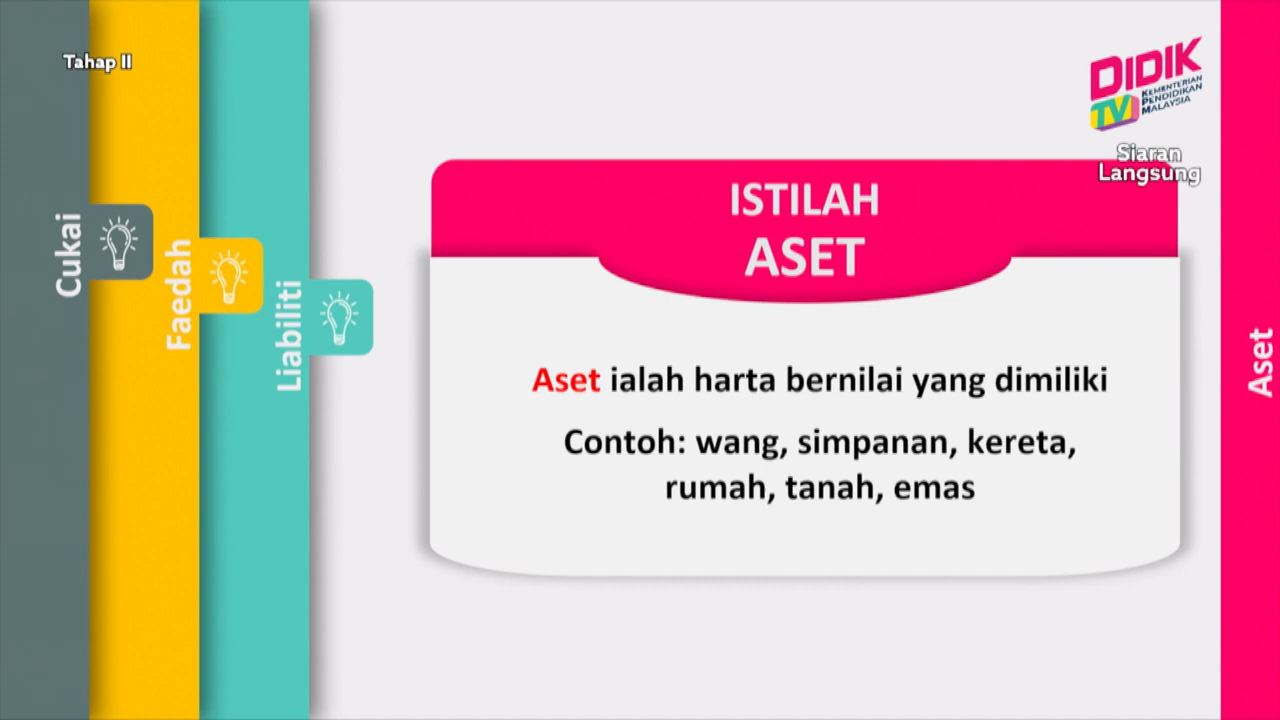 Tahap II
DIDIK
TV
KEMENTERIAN
PENDIDIKAN
MALAYSIA
Siaran
Langsung
Cukai
Faedah
Liabiliti
ISTILAH
ASET
Aset ialah harta bernilai yang dimiliki
Contoh: wang, simpanan, kereta,
rumah, tanah, emas
Aset